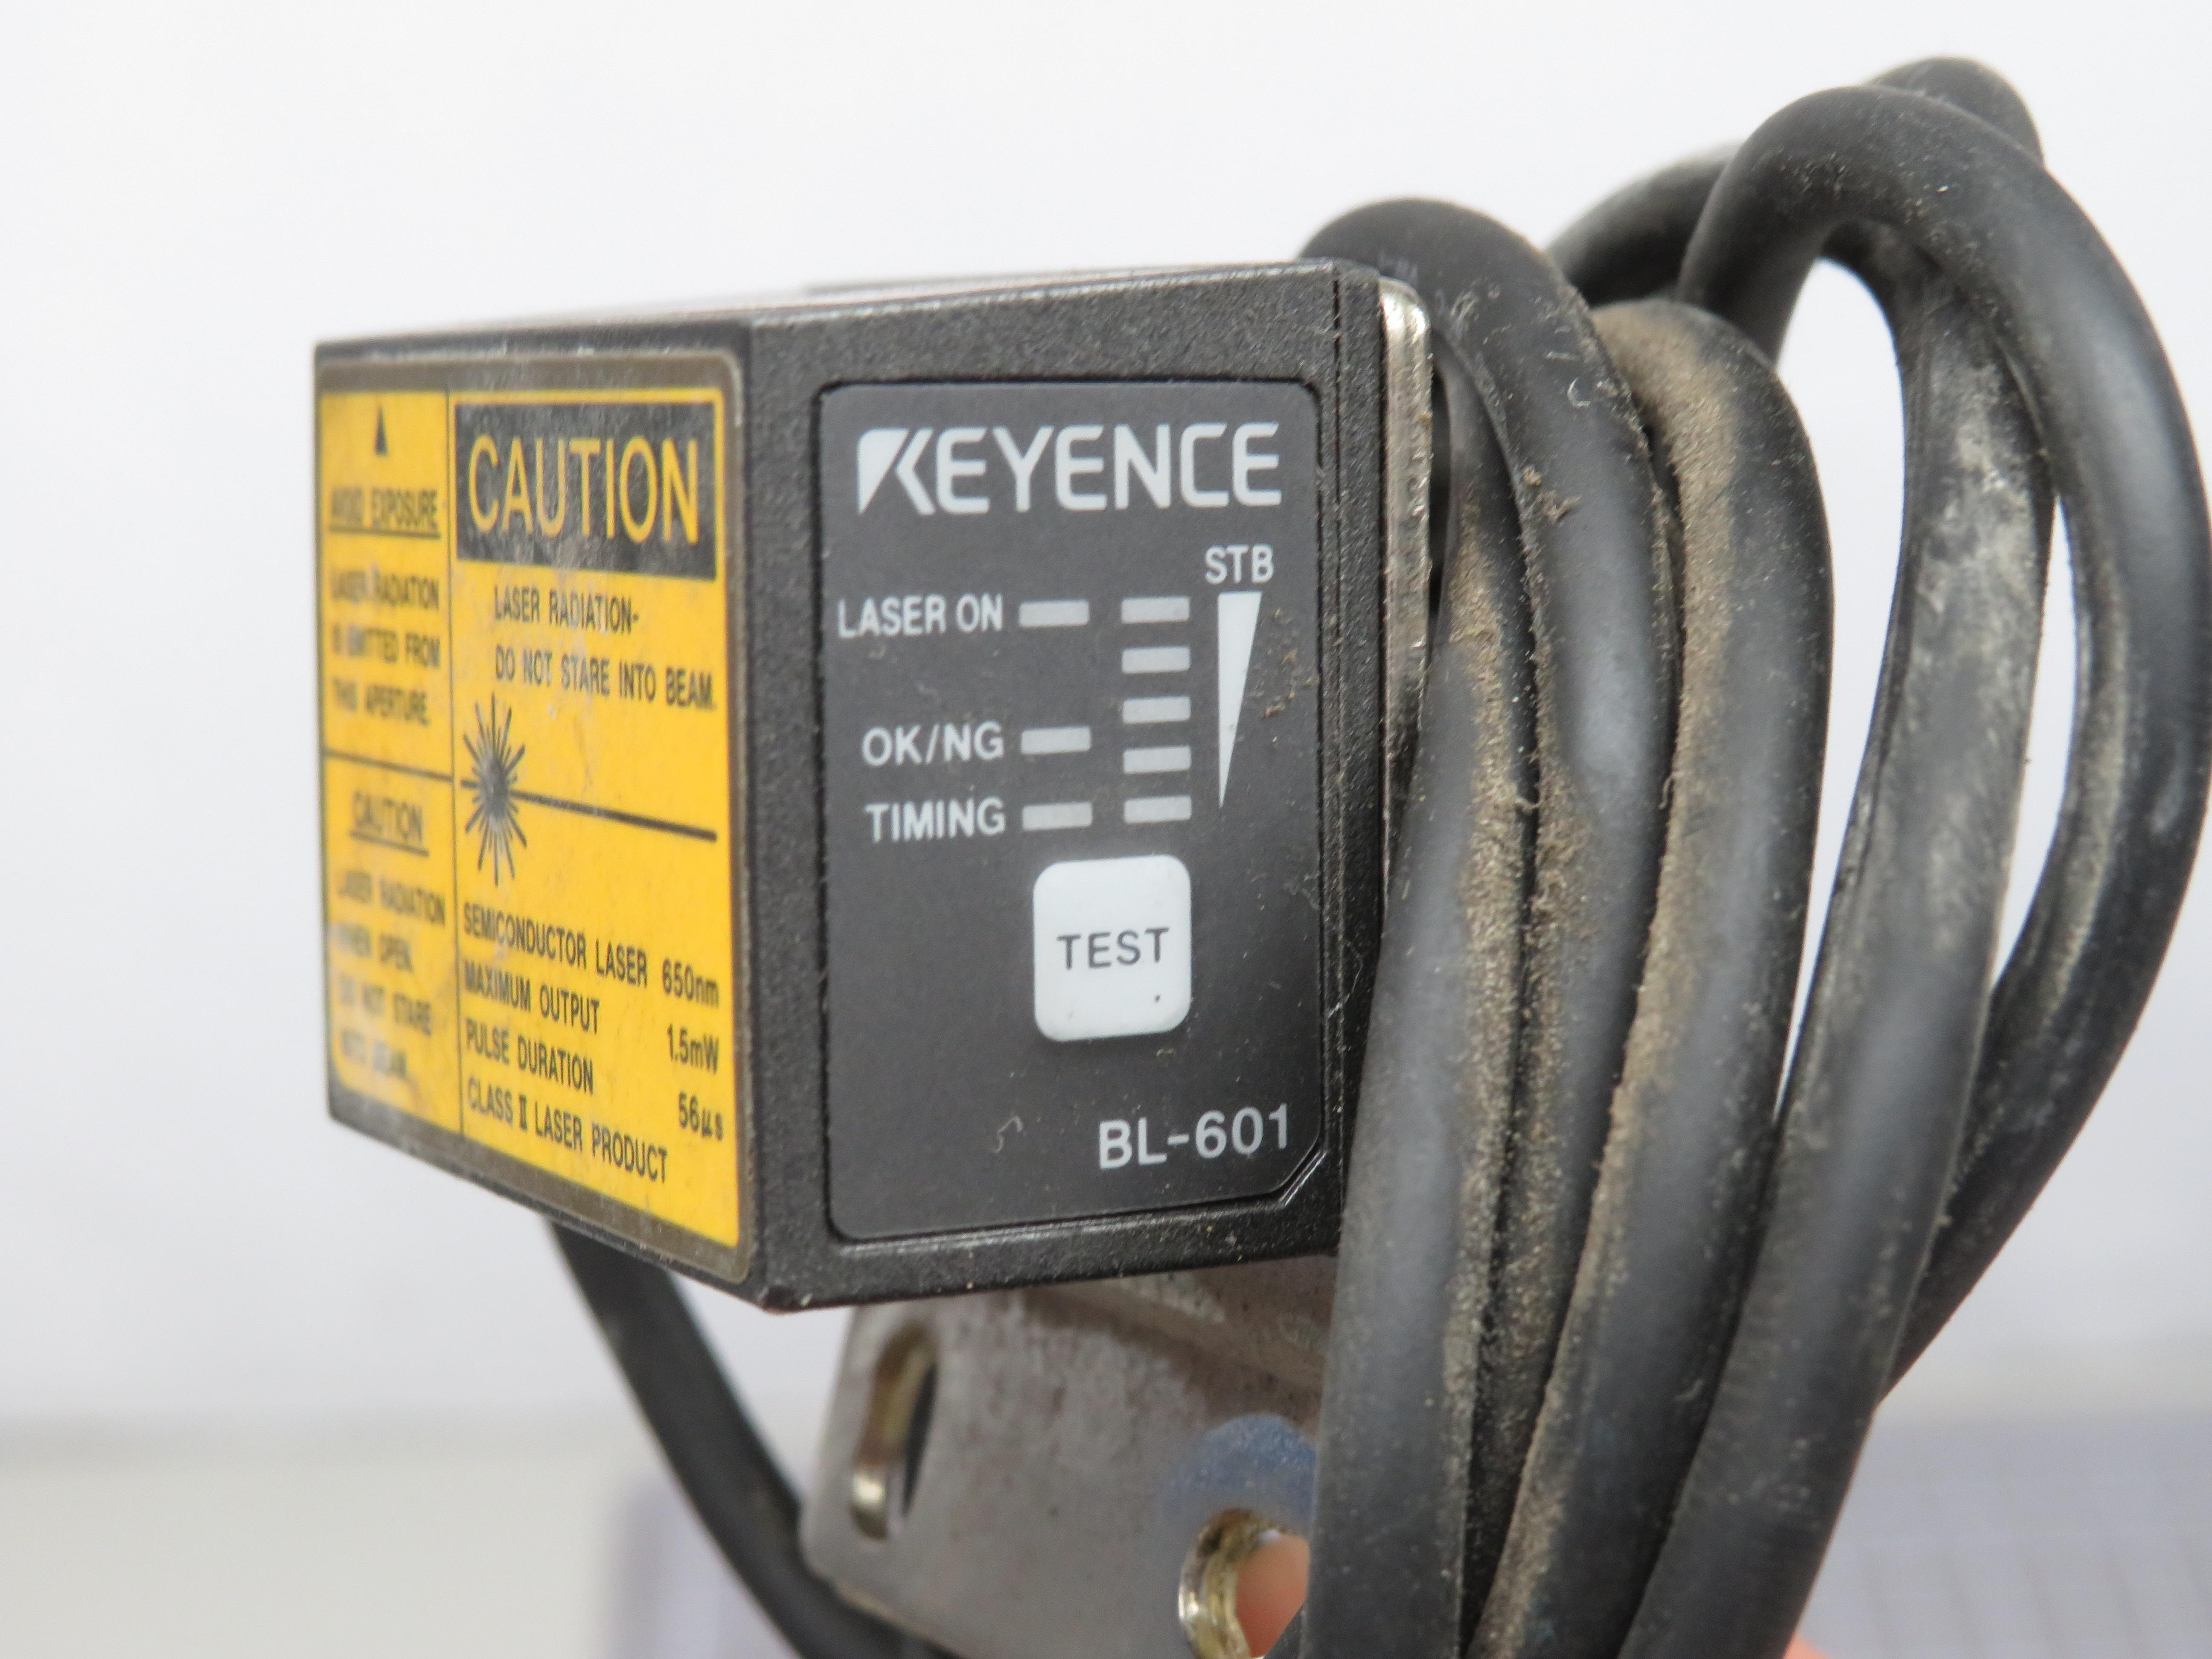 AVOID EXPOSURE-
LASER RADIATION
IS EMITTED FROM
THIS APERTURE.
CAUTION
LASER RADIATION
WHEN OPEN.
DO NOT STARE
INTO BEAM.
CAUTION
LASER RADIATION-
DO NOT STARE INTO BEAM.
SEMICONDUCTOR LASER 650nm
MAXIMUM OUTPUT 1.5mW
PULSE DURATION 56μs
CLASS II LASER PRODUCT
KEYENCE
STB
LASER ON
OK/NG
TIMING
TEST
BL-601